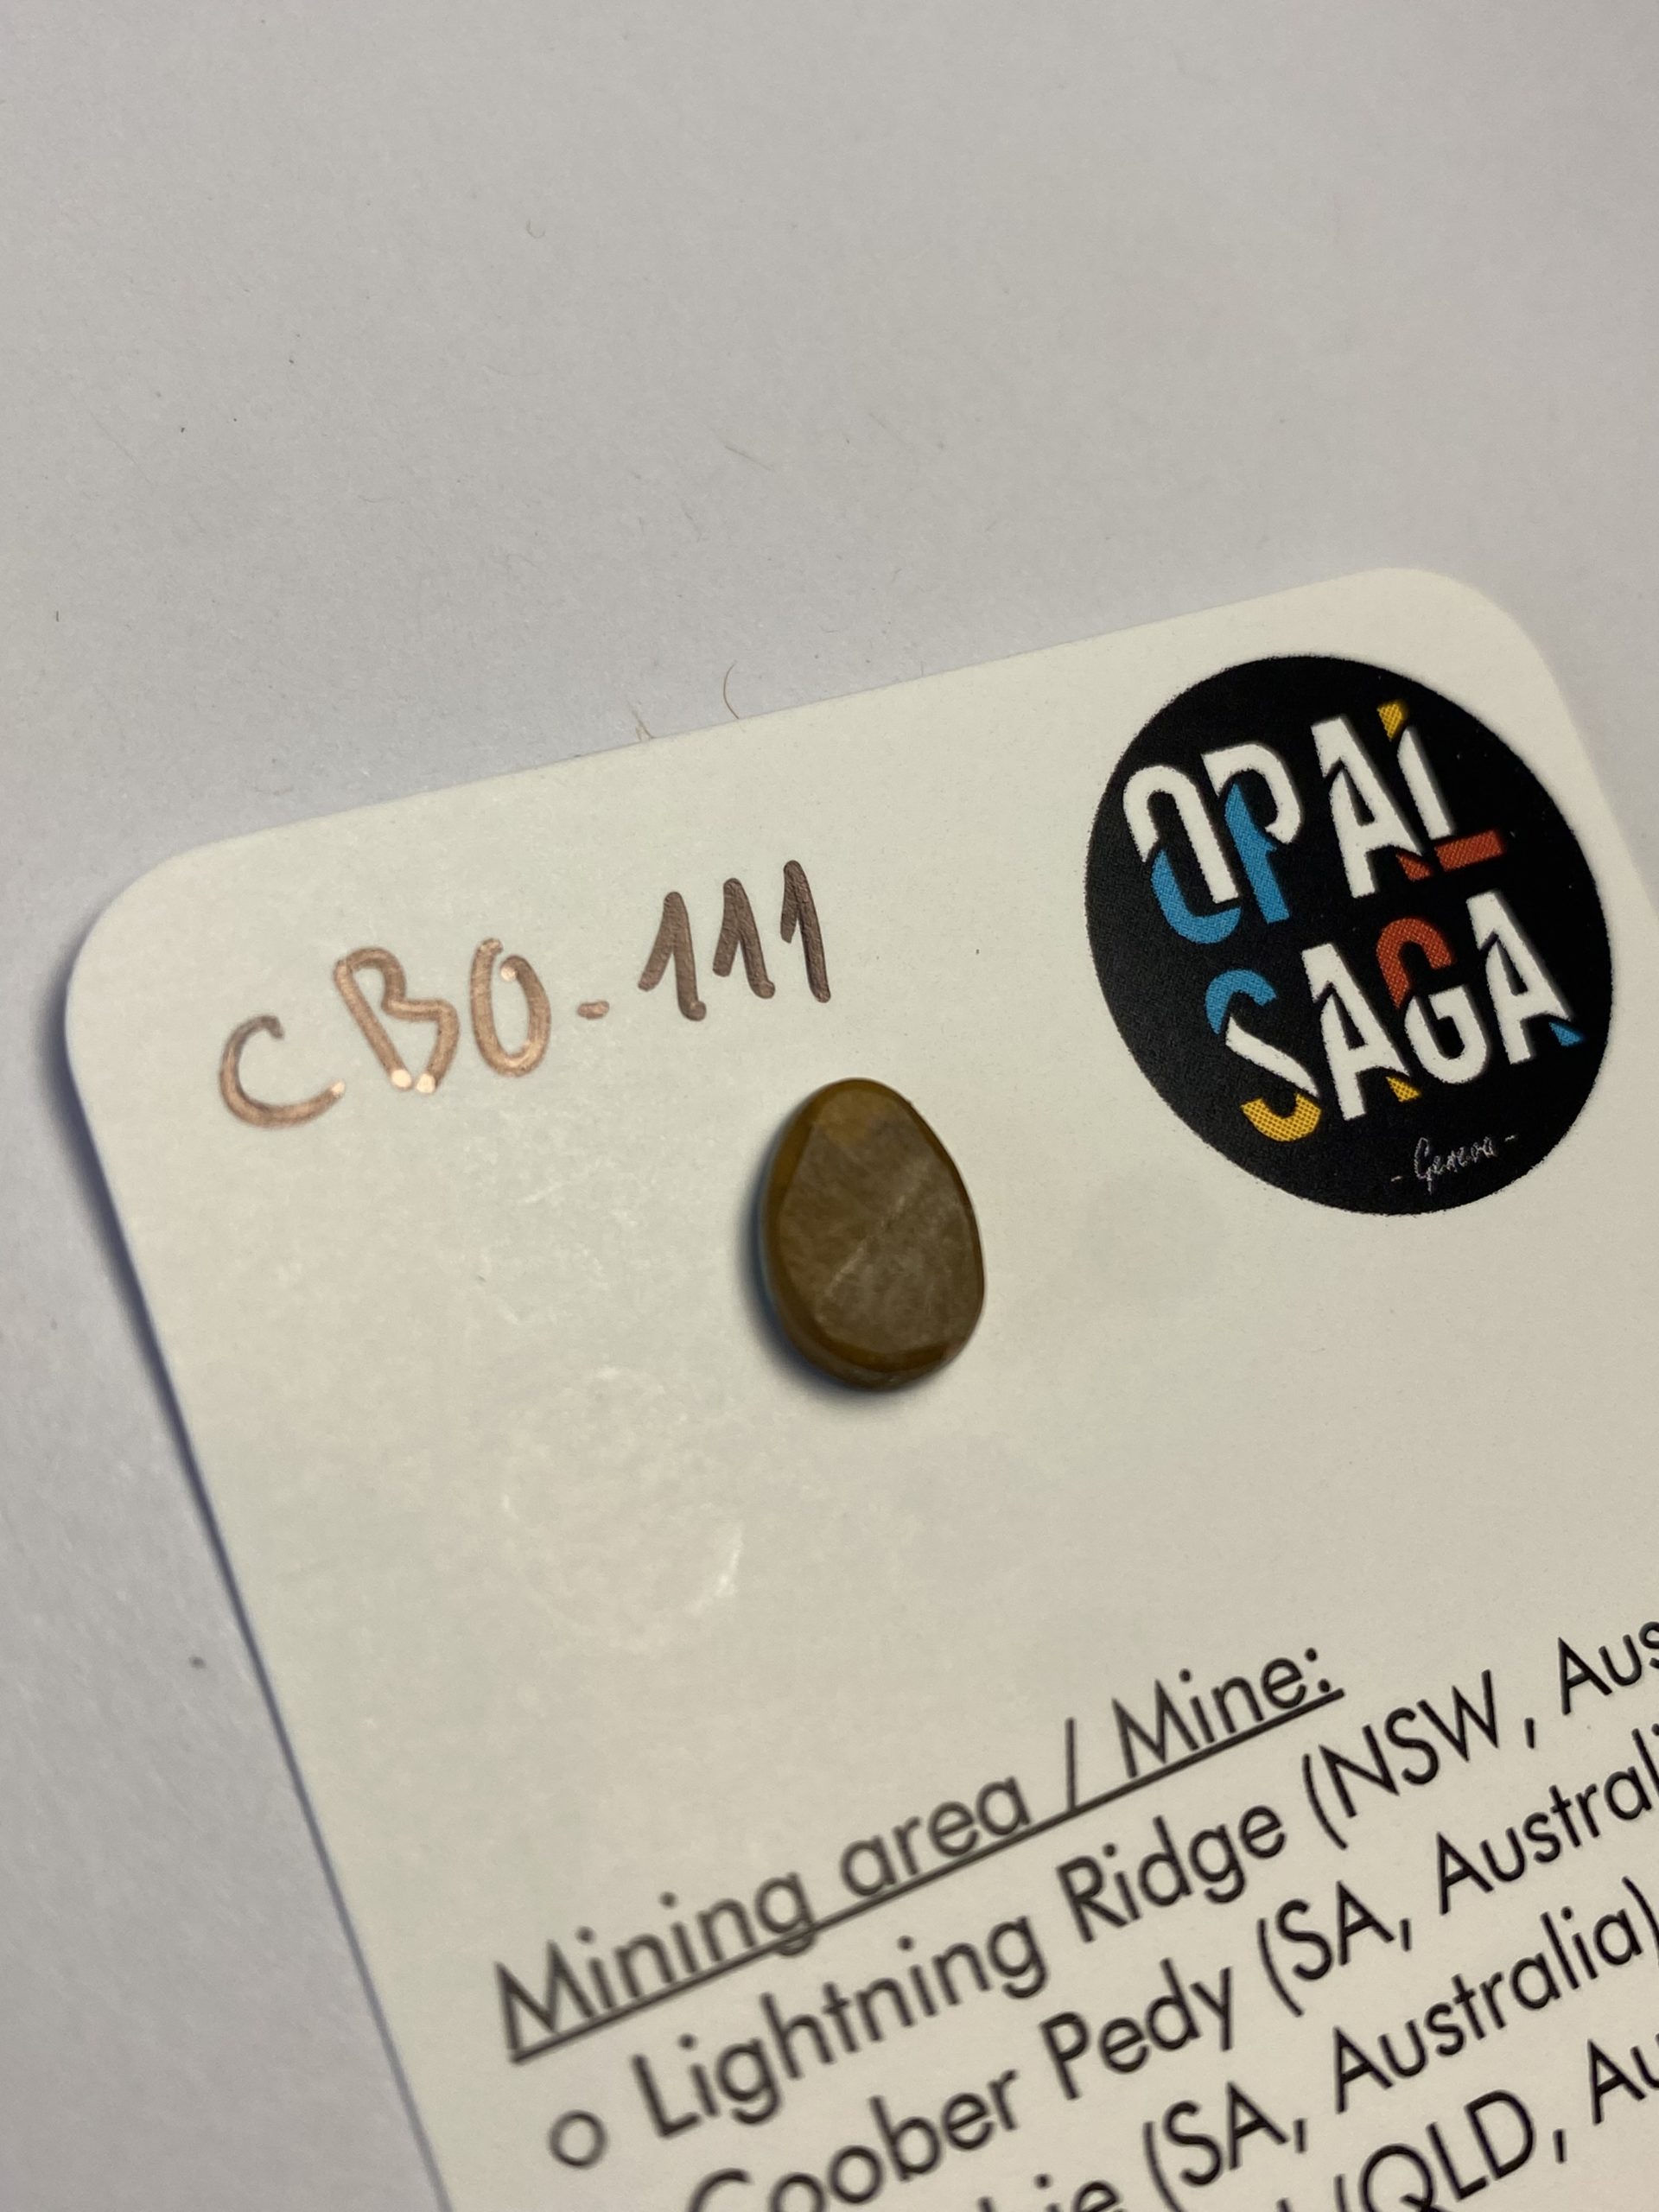 CBO-111
OPAL
SAGA
- Geneva -
Mining area / Mine:
o Lightning Ridge (NSW, Aus
Coober Pedy (SA, Australi
(SA, Australia)
(QLD, Au